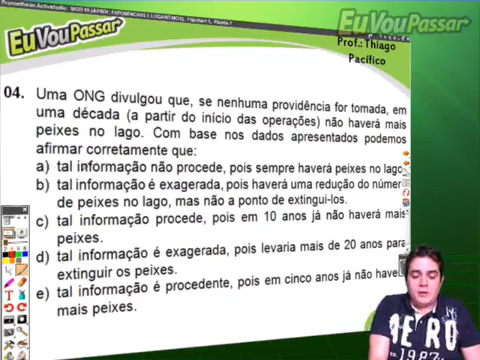 EuVouPassar
EuVouPassar
Prof.: Thiago
Pacífico
04. Uma ONG divulgou que, se nenhuma providência for tomada, em
uma década (a partir do início das operações) não haverá mais
peixes no lago. Com base nos dados apresentados podemos
afirmar corretamente que:
a) tal informação não procede, pois sempre haverá peixes no lago
b) tal informação é exagerada, pois haverá uma redução do númer
de peixes no lago, mas não a ponto de extingui-los.
c) tal informação procede, pois em 10 anos já não haverá mais
peixes.
d) tal informação é exagerada, pois levaria mais de 20 anos para
extinguir os peixes.
e) tal informação é procedente, pois em cinco anos já não have
mais peixes.
AERO
1987